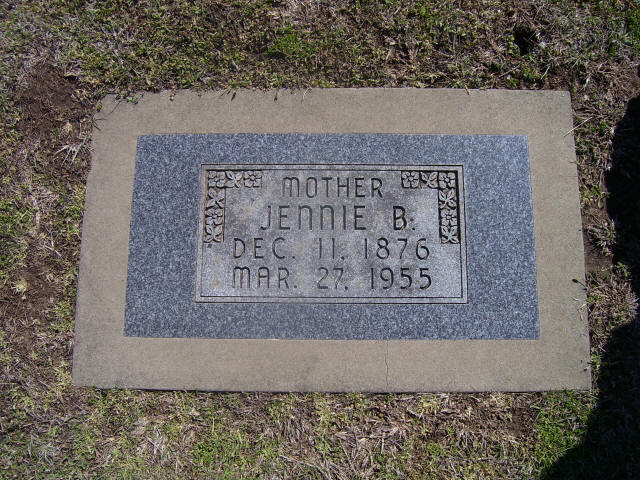 MOTHER
JENNIE B.
DEC. 11, 1876
MAR. 27, 1955